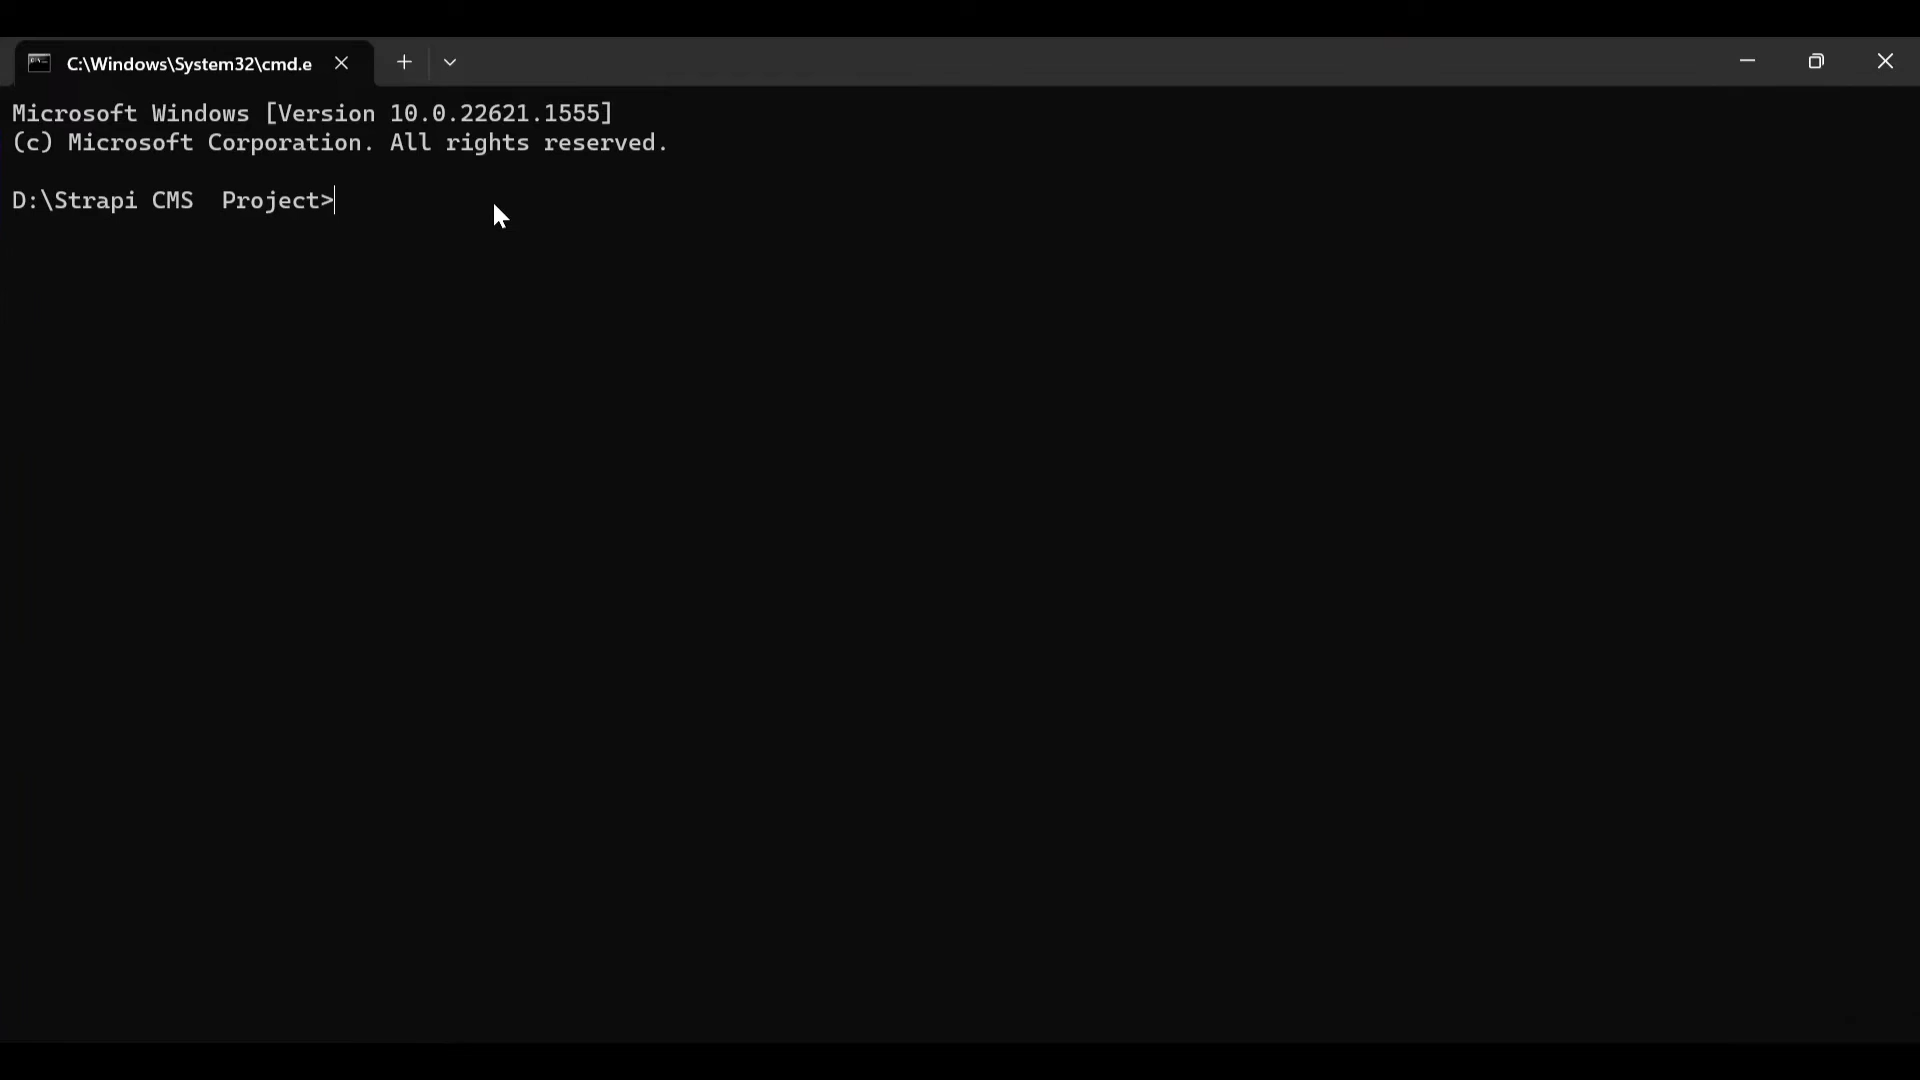 C:\Windows\System32\cmd.e
Microsoft Windows [Version 10.0.22621.1555]
(c) Microsoft Corporation. All rights reserved.
D:\Strapi CMS  Project>